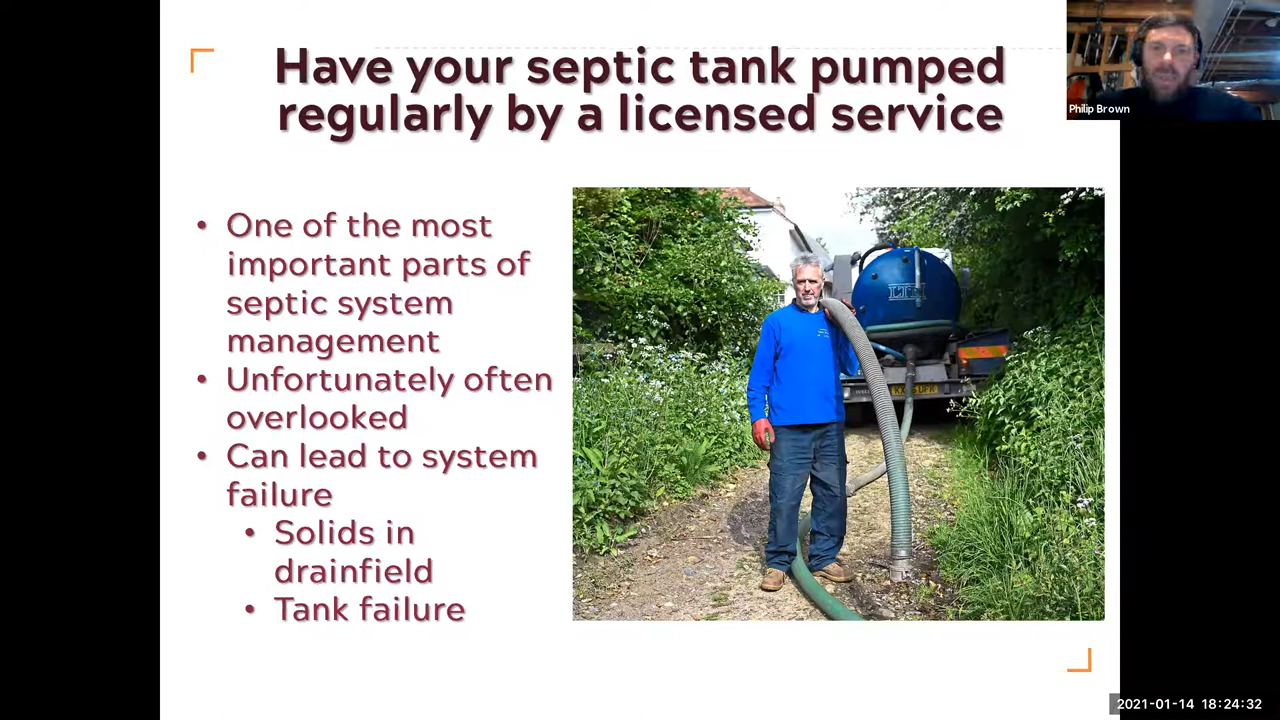 Have your septic tank pumped
regularly by a licensed service
Philip Brown
• One of the most
important parts of
septic system
management
• Unfortunately often
overlooked
• Can lead to system
failure
• Solids in
drainfield
• Tank failure
2021-01-14 18:24:32